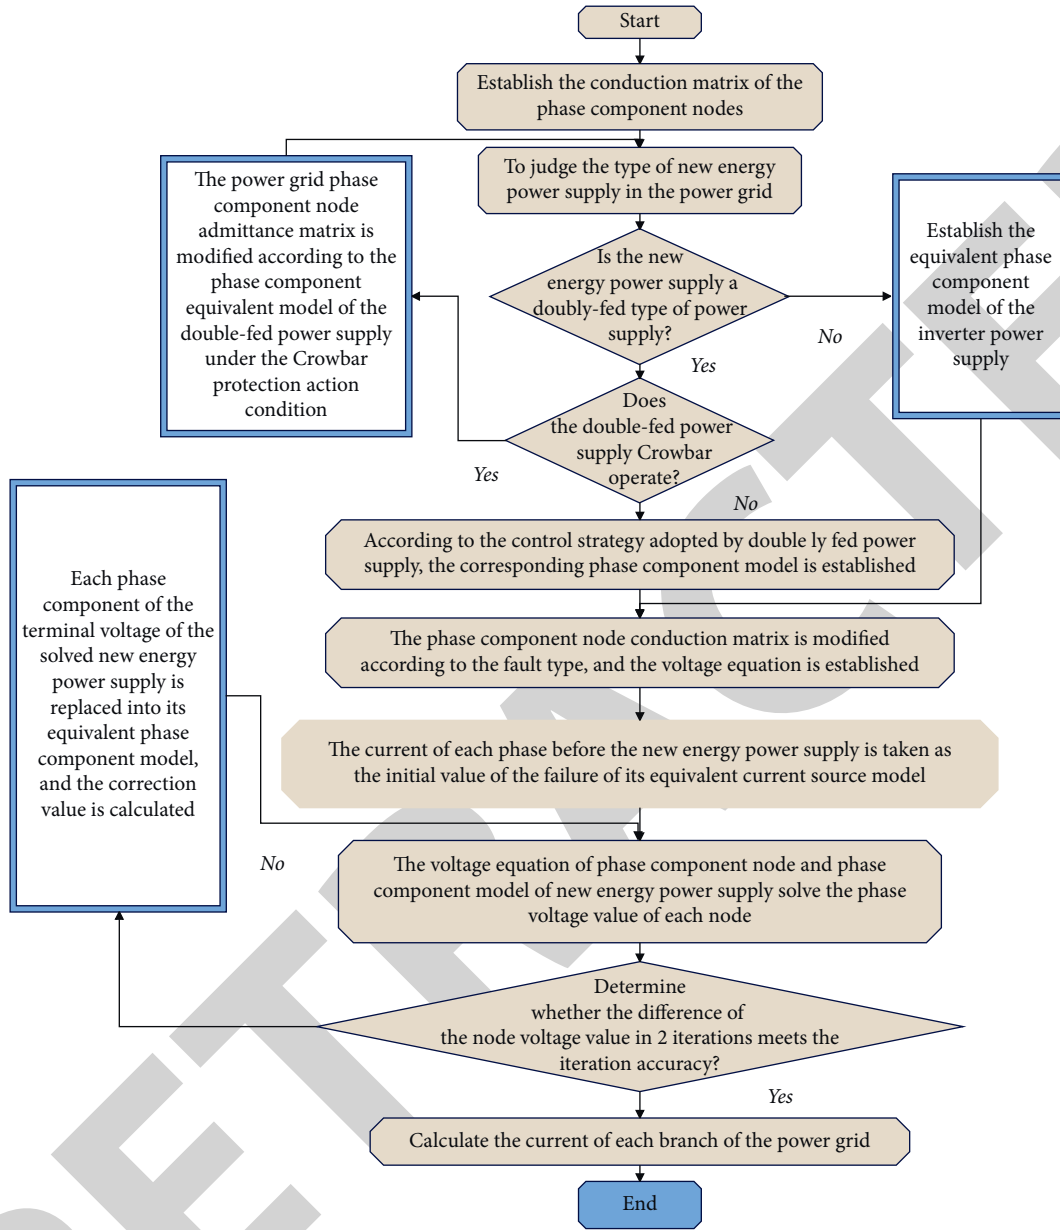 Start
Establish the conduction matrix of the
phase component nodes
To judge the type of new energy
power supply in the power grid
The power grid phase
component node
admittance matrix is
modified according to the
phase component
equivalent model of the
double-fed power supply
under the Crowbar
protection action
condition
Is the new
energy power supply a
doubly-fed type of power
supply?
No
Yes
Establish the
equivalent phase
component
model of the
inverter power
supply
Does
the double-fed power
supply Crowbar
operate?
Yes
No
According to the control strategy adopted by double ly fed power
supply, the corresponding phase component model is established
The phase component node conduction matrix is modified
according to the fault type, and the voltage equation is established
Each phase
component of the
terminal voltage of the
solved new energy
power supply is
replaced into its
equivalent phase
component model,
and the correction
value is calculated
The current of each phase before the new energy power supply is taken as
the initial value of the failure of its equivalent current source model
No
The voltage equation of phase component node and phase
component model of new energy power supply solve the phase
voltage value of each node
Determine
whether the difference of
the node voltage value in 2 iterations meets the
iteration accuracy?
Yes
Calculate the current of each branch of the power grid
End
RETRACTED